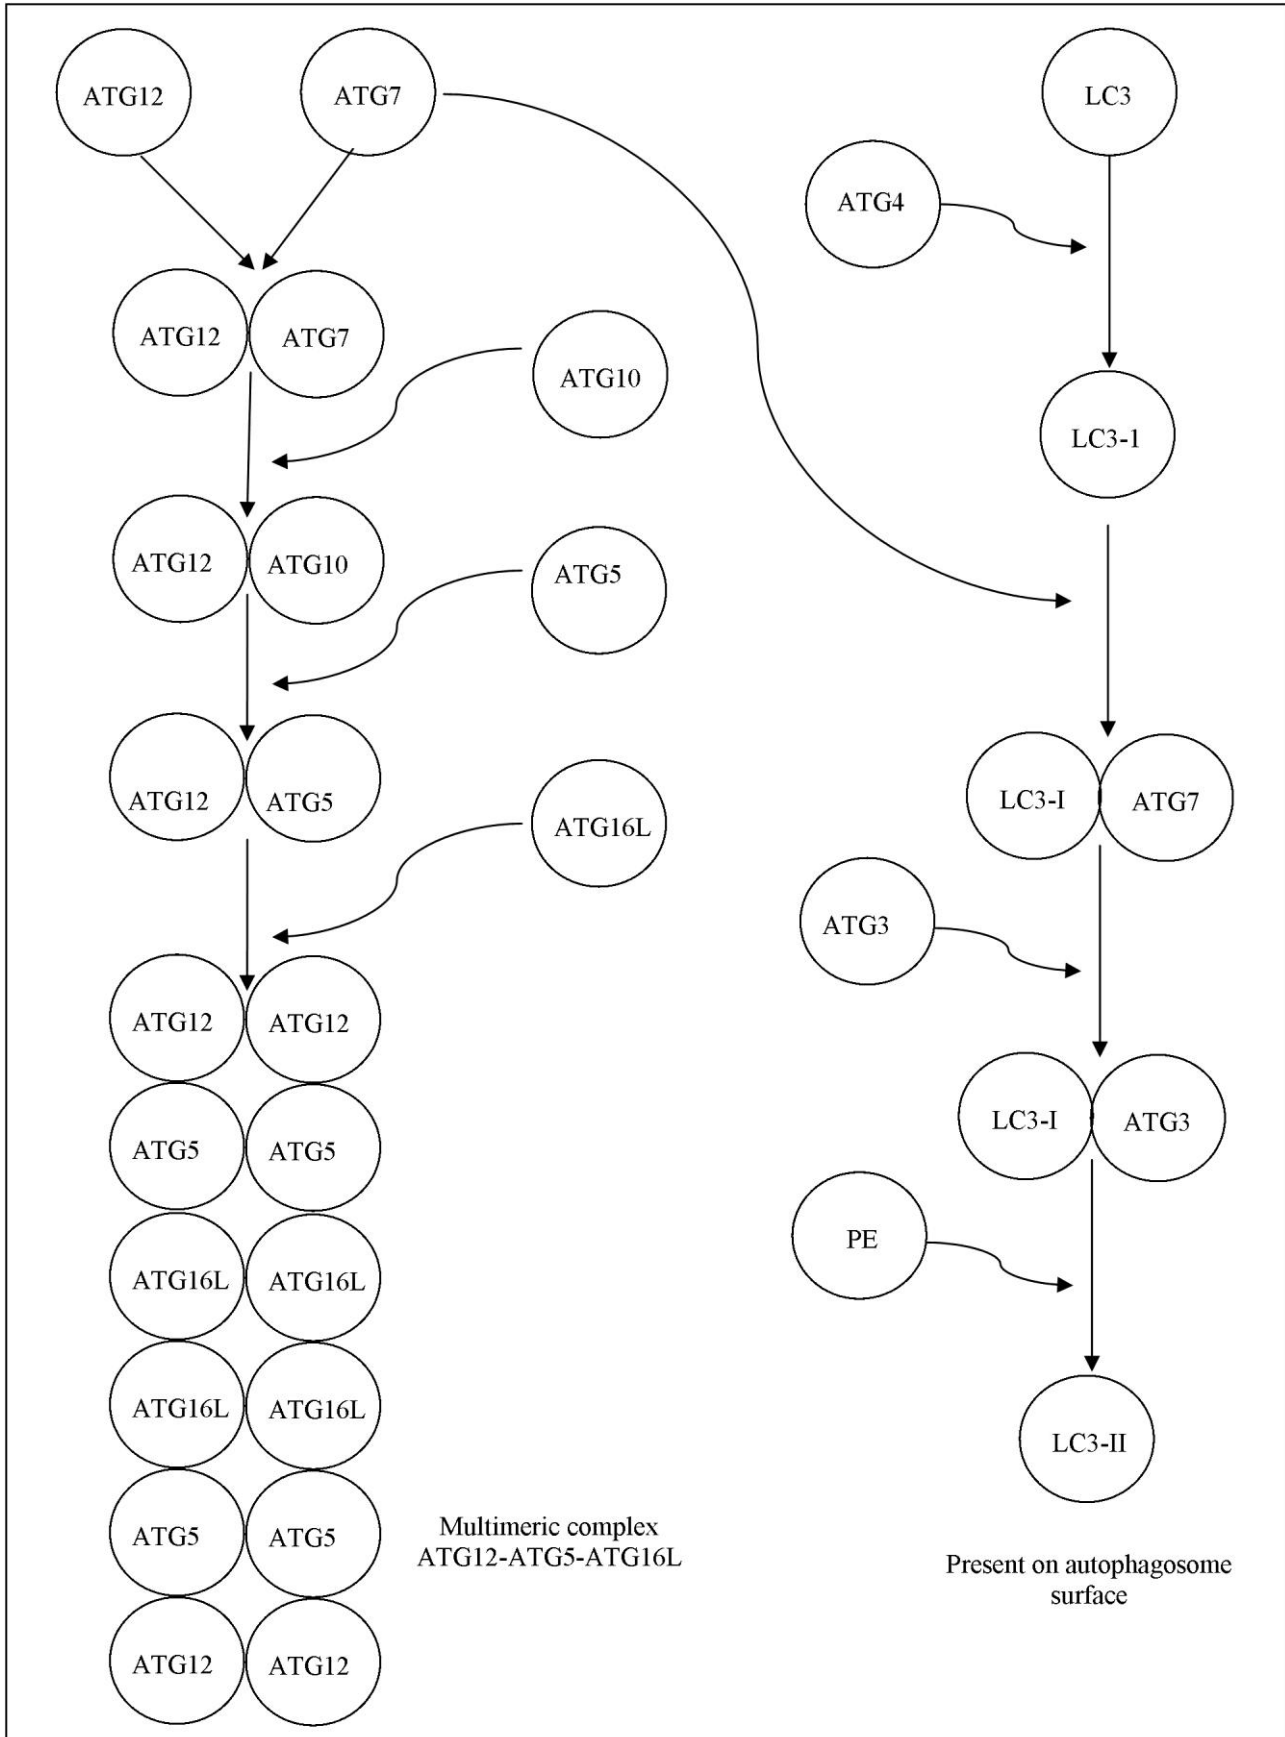 ATG12
ATG7
LC3
ATG4
ATG12
ATG7
ATG10
LC3-1
ATG12
ATG10
ATG5
ATG12
ATG5
ATG16L
LC3-I
ATG7
ATG3
ATG12
ATG12
LC3-I
ATG3
ATG5
ATG5
PE
ATG16L
ATG16L
ATG16L
ATG16L
LC3-II
ATG5
ATG5
Multimeric complex
ATG12-ATG5-ATG16L
Present on autophagosome
surface
ATG12
ATG12